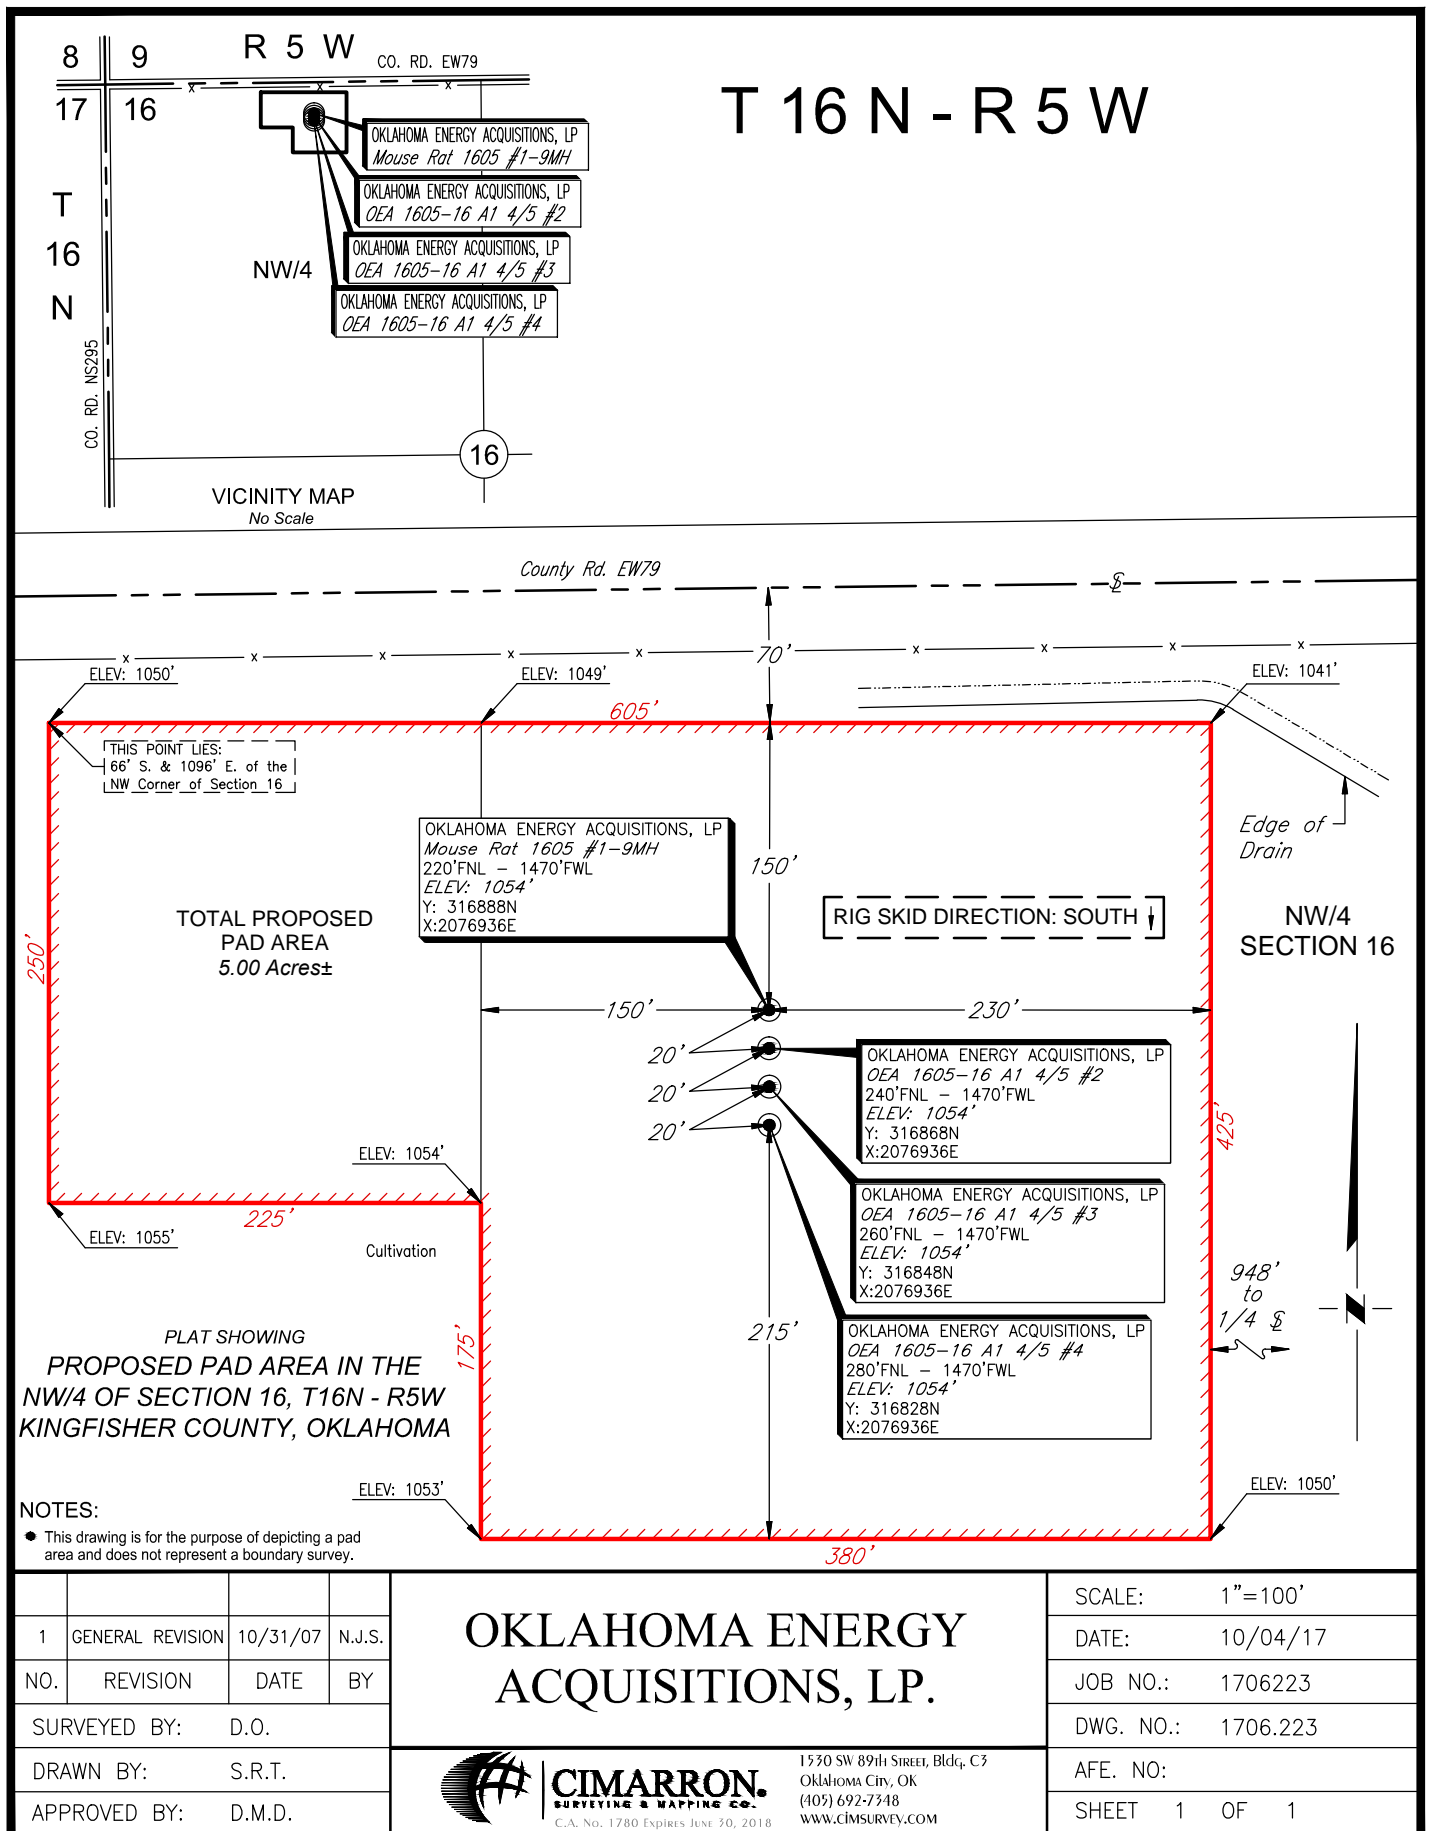 8 9
R 5 W
CO. RD. EW79
17 16
T 16 N - R 5 W
OKLAHOMA ENERGY ACQUISITIONS, LP
Mouse Rat 1605 #1-9MH
OKLAHOMA ENERGY ACQUISITIONS, LP
OEA 1605-16 A1 4/5 #2
OKLAHOMA ENERGY ACQUISITIONS, LP
OEA 1605-16 A1 4/5 #3
OKLAHOMA ENERGY ACQUISITIONS, LP
OEA 1605-16 A1 4/5 #4
T
16
N
NW/4
CO. RD. NS295
16
VICINITY MAP
No Scale
County Rd. EW79
70'
ELEV: 1050'
ELEV: 1049'
ELEV: 1041'
605'
THIS POINT LIES:
66' S. & 1096' E. of the
NW Corner of Section 16
Edge of
Drain
OKLAHOMA ENERGY ACQUISITIONS, LP
Mouse Rat 1605 #1-9MH
220'FNL - 1470'FWL
ELEV: 1054'
Y: 316888N
X:2076936E
150'
RIG SKID DIRECTION: SOUTH
NW/4
SECTION 16
TOTAL PROPOSED
PAD AREA
5.00 Acres±
250'
150'
230'
20'
20'
20'
OKLAHOMA ENERGY ACQUISITIONS, LP
OEA 1605-16 A1 4/5 #2
240'FNL - 1470'FWL
ELEV: 1054'
Y: 316868N
X:2076936E
425'
ELEV: 1054'
225'
ELEV: 1055'
Cultivation
OKLAHOMA ENERGY ACQUISITIONS, LP
OEA 1605-16 A1 4/5 #3
260'FNL - 1470'FWL
ELEV: 1054'
Y: 316848N
X:2076936E
948'
to
1/4 ℄
N
215'
175'
OKLAHOMA ENERGY ACQUISITIONS, LP
OEA 1605-16 A1 4/5 #4
280'FNL - 1470'FWL
ELEV: 1054'
Y: 316828N
X:2076936E
PLAT SHOWING
PROPOSED PAD AREA IN THE
NW/4 OF SECTION 16, T16N - R5W
KINGFISHER COUNTY, OKLAHOMA
ELEV: 1053'
ELEV: 1050'
380'
NOTES:
● This drawing is for the purpose of depicting a pad
area and does not represent a boundary survey.
1 GENERAL REVISION 10/31/07 N.J.S.
NO. REVISION DATE BY
SURVEYED BY: D.O.
DRAWN BY: S.R.T.
APPROVED BY: D.M.D.
OKLAHOMA ENERGY
ACQUISITIONS, LP.
CIMARRON
SURVEYING & MAPPING CO.
C.A. No. 1780 Expires June 30, 2018
1530 SW 89th Street, Bldg. C3
Oklahoma City, OK
(405) 692-7348
www.cimsurvey.com
SCALE: 1"=100'
DATE: 10/04/17
JOB NO.: 1706223
DWG. NO.: 1706.223
AFE. NO:
SHEET 1 OF 1